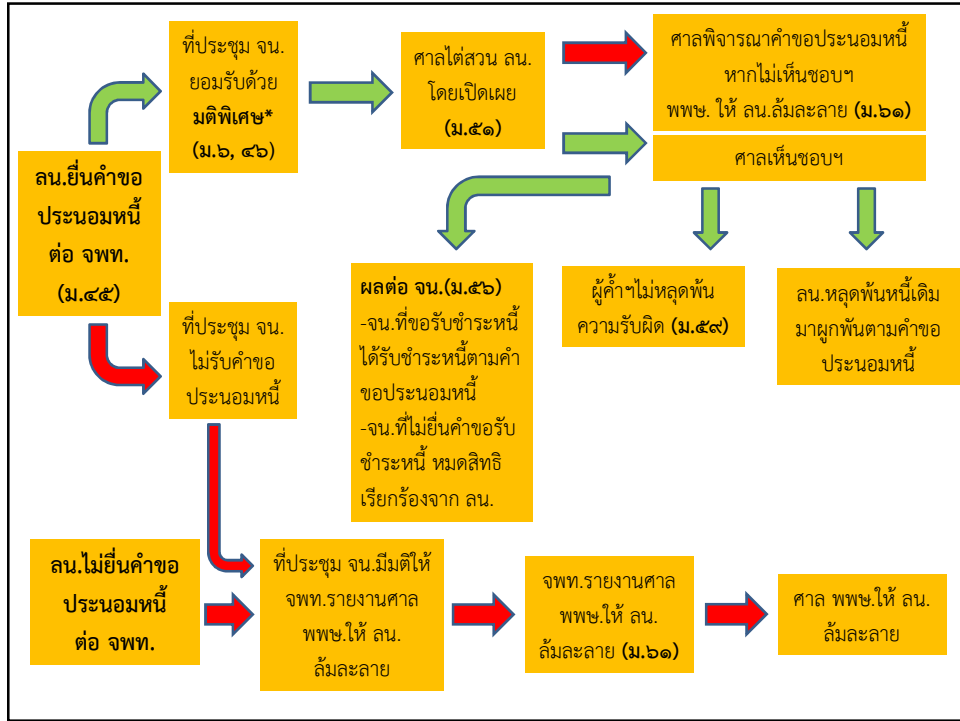 ที่ประชุม จน.
ยอมรับด้วย
มติพิเศษ*
(ม.๖, ๔๖)
ศาลไต่สวน ลน.
โดยเปิดเผย
(ม.๕๑)
ศาลพิจารณาคำขอประนอมหนี้
หากไม่เห็นชอบฯ
พพษ. ให้ ลน.ล้มละลาย (ม.๖๑)
ศาลเห็นชอบฯ
ลน.ยื่นคำขอ
ประนอมหนี้
ต่อ จพท.
(ม.๔๕)
ผลต่อ จน.(ม.๕๖)
-จน.ที่ขอรับชำระหนี้
ได้รับชำระหนี้ตามคำ
ขอประนอมหนี้
-จน.ที่ไม่ยื่นคำขอรับ
ชำระหนี้ หมดสิทธิ
เรียกร้องจาก ลน.
ผู้ค้ำฯไม่หลุดพ้น
ความรับผิด (ม.๕๙)
ลน.หลุดพ้นหนี้เดิม
มาผูกพันตามคำขอ
ประนอมหนี้
ที่ประชุม จน.
ไม่รับคำขอ
ประนอมหนี้
ลน.ไม่ยื่นคำขอ
ประนอมหนี้
ต่อ จพท.
ที่ประชุม จน.มีมติให้
จพท.รายงานศาล
พพษ.ให้ ลน.
ล้มละลาย
จพท.รายงานศาล
พพษ.ให้ ลน.
ล้มละลาย (ม.๖๑)
ศาล พพษ.ให้ ลน.
ล้มละลาย